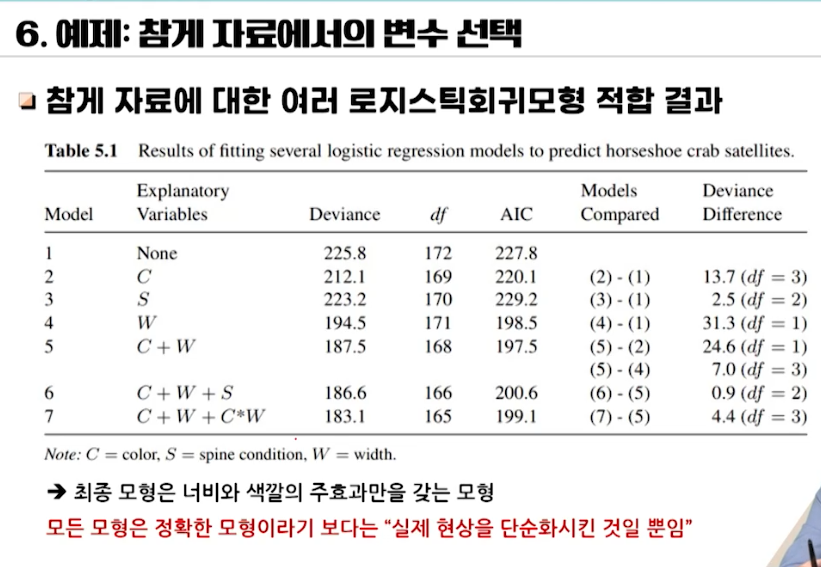 6. 예제: 참게 자료에서의 변수 선택
참게 자료에 대한 여러 로지스틱회귀모형 적합 결과
Table 5.1 Results of fitting several logistic regression models to predict horseshoe crab satellites.
Explanatory Models Deviance
Model Variables Deviance df AIC Compared Difference
1 None 225.8 172 227.8
2 C 212.1 169 220.1 (2) - (1) 13.7 (df = 3)
3 S 223.2 170 229.2 (3) - (1) 2.5 (df = 2)
4 W 194.5 171 198.5 (4) - (1) 31.3 (df = 1)
5 C + W 187.5 168 197.5 (5) - (2) 24.6 (df = 1)
(5) - (4) 7.0 (df = 3)
6 C + W + S 186.6 166 200.6 (6) - (5) 0.9 (df = 2)
7 C + W + C*W 183.1 165 199.1 (7) - (5) 4.4 (df = 3)
Note: C = color, S = spine condition, W = width.
➔ 최종 모형은 너비와 색깔의 주효과만을 갖는 모형
모든 모형은 정확한 모형이라기 보다는 “실제 현상을 단순화시킨 것일 뿐임”